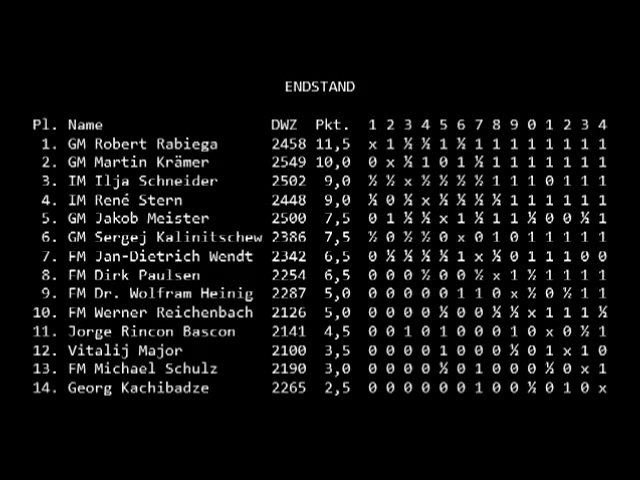 ENDSTAND
Pl. Name DWZ Pkt. 1 2 3 4 5 6 7 8 9 0 1 2 3 4
1. GM Robert Rabiega 2458 11,5 x 1 ½ ½ 1 ½ 1 1 1 1 1 1 1 1
2. GM Martin Krämer 2549 10,0 0 x ½ 1 0 1 ½ 1 1 1 1 1 1 1
3. IM Ilja Schneider 2502 9,0 ½ ½ x ½ ½ ½ ½ 1 1 1 0 1 1 1
4. IM René Stern 2448 9,0 ½ 0 ½ x ½ ½ ½ ½ 1 1 1 1 1 1
5. GM Jakob Meister 2500 7,5 0 1 ½ ½ x 1 ½ 1 1 ½ 0 0 ½ 1
6. GM Sergej Kalinitschew 2386 7,5 ½ 0 ½ ½ 0 x 0 1 0 1 1 1 1 1
7. FM Jan-Dietrich Wendt 2342 6,5 0 ½ ½ ½ ½ 1 x ½ 0 1 1 1 0 0
8. FM Dirk Paulsen 2254 6,5 0 0 0 ½ 0 0 ½ x 1 ½ 1 1 1 1
9. FM Dr. Wolfram Heinig 2287 5,0 0 0 0 0 0 1 1 0 x ½ 0 ½ 1 1
10. FM Werner Reichenbach 2126 5,0 0 0 0 0 ½ 0 0 ½ ½ x 1 1 1 ½
11. Jorge Rincon Bascon 2141 4,5 0 0 1 0 1 0 0 0 1 0 x 0 ½ 1
12. Vitalij Major 2100 3,5 0 0 0 0 1 0 0 0 ½ 0 1 x 1 0
13. FM Michael Schulz 2190 3,0 0 0 0 0 ½ 0 1 0 0 0 ½ 0 x 1
14. Georg Kachibadze 2265 2,5 0 0 0 0 0 0 1 0 0 ½ 0 1 0 x